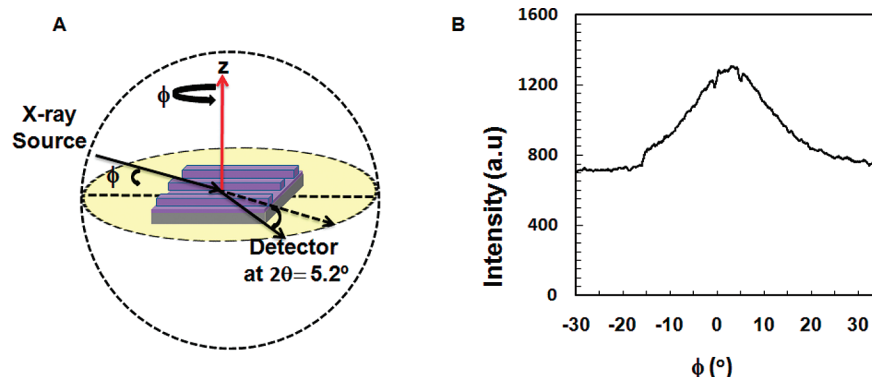 A
z
ϕ
X-ray
Source
ϕ
Detector
at 2θ= 5.2º
B
1600
1200
800
400
0
Intensity (a.u)
-30 -20 -10 0 10 20 30
ϕ (º)